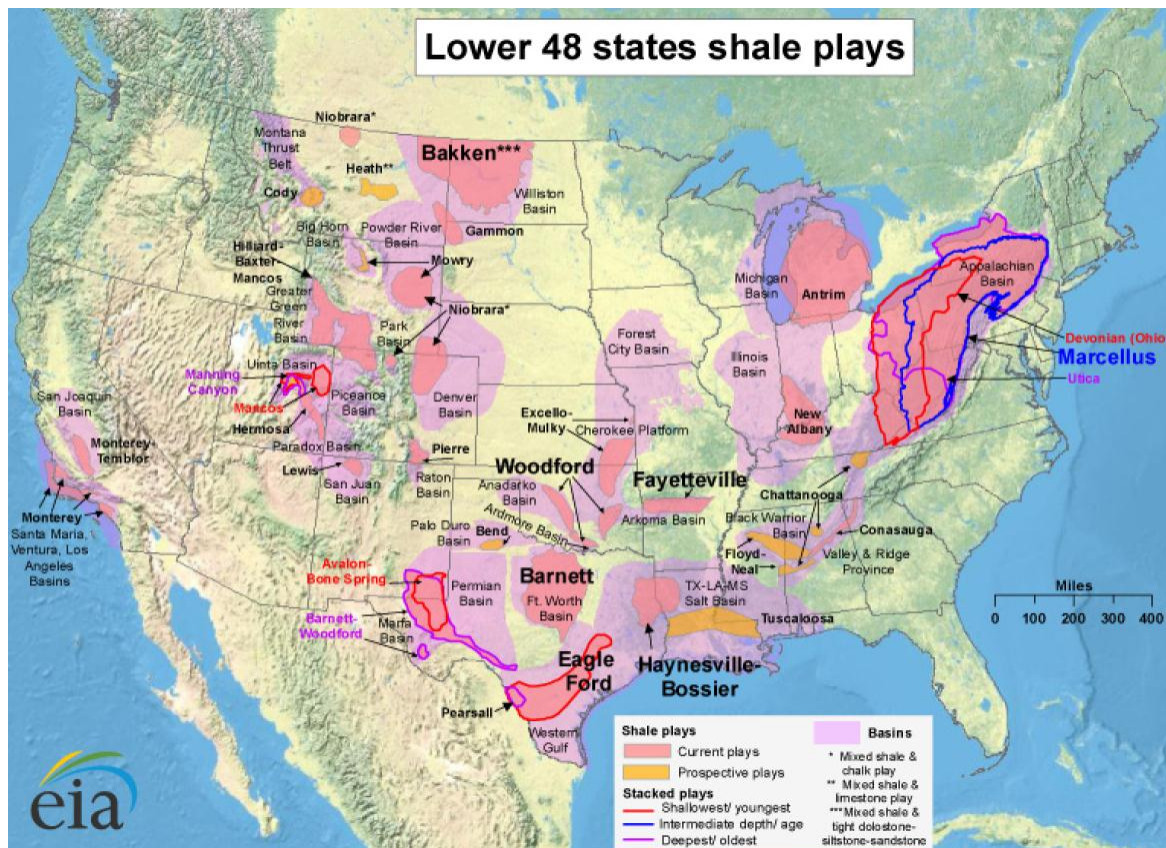 Lower 48 states shale plays
Niobrara*
Montana
Thrust
Belt
Bakken***
Heath**
Cody
Williston
Basin
Big Horn
Basin
Powder River
Basin
Gammon
Hilliard-
Baxter-
Mancos
Mowry
Greater
Green
River
Basin
Niobrara*
Park
Basin
Michigan
Basin
Antrim
Appalachian
Basin
Devonian (Ohio
Marcellus
Utica
Forest
City Basin
Illinois
Basin
Uinta Basin
Manning
Canyon
Mancos
Piceance
Basin
Denver
Basin
Hermosa
Paradox Basin
San Joaquin
Basin
Monterey-
Temblor
Excello-
Mulky
Cherokee Platform
New
Albany
Pierre
Lewis
San Juan
Basin
Raton
Basin
Woodford
Anadarko
Basin
Fayetteville
Arkoma Basin
Chattanooga
Monterey
Santa Maria,
Ventura, Los
Angeles
Basins
Palo Duro
Basin
Bend
Ardmore Basin
Black Warrior
Basin
Conasauga
Floyd-
Neal
Valley & Ridge
Province
Avalon-
Bone Spring
Permian
Basin
Barnett
Ft. Worth
Basin
TX-LA-MS
Salt Basin
Tuscaloosa
Barnett-
Woodford
Marfa
Basin
Eagle
Ford
Haynesville-
Bossier
Pearsall
Western
Gulf
Miles
0 100 200 300 400
Shale plays
Current plays
Prospective plays
Stacked plays
Shallowest/ youngest
Intermediate depth/ age
Deepest/ oldest
Basins
* Mixed shale &
chalk play
** Mixed shale &
limestone play
***Mixed shale &
tight dolostone-
siltstone-sandstone
eia